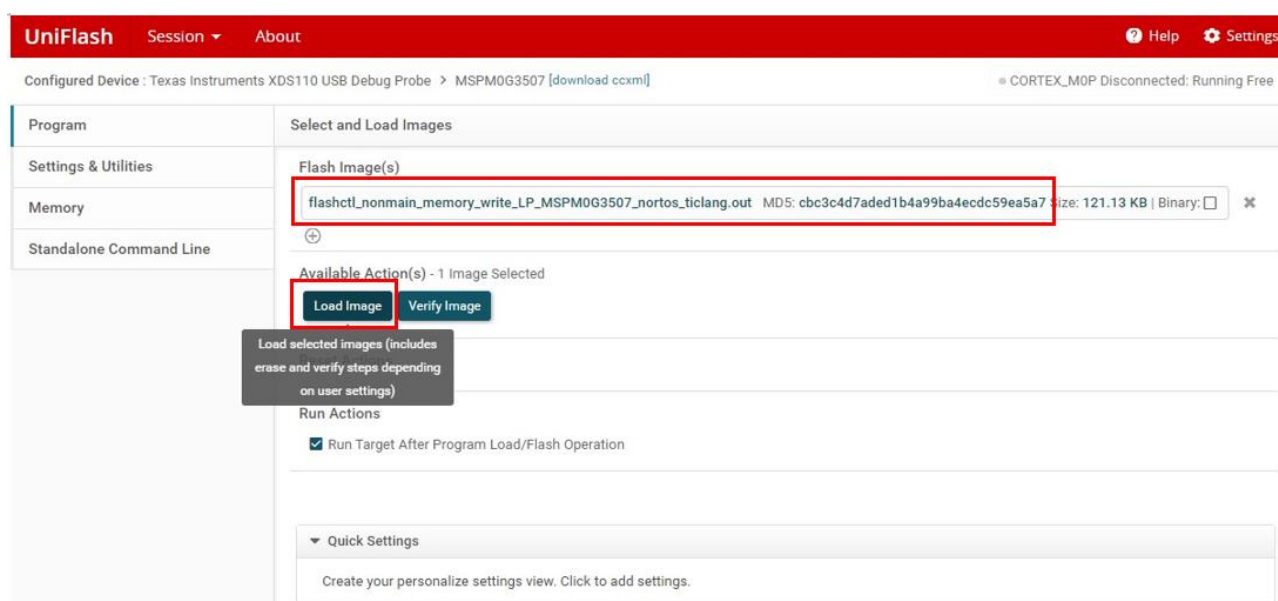 UniFlash Session About Help Settings
Configured Device : Texas Instruments XDS110 USB Debug Probe > MSPM0G3507 [download ccxml] CORTEX_M0P Disconnected: Running Free
Program
Settings & Utilities
Memory
Standalone Command Line
Select and Load Images
Flash Image(s)
flashctl_nonmain_memory_write_LP_MSPM0G3507_nortos_ticlang.out MD5: cbc3c4d7aded1b4a99ba4ecdc59ea5a7 Size: 121.13 KB | Binary:
Available Action(s) - 1 Image Selected
Load Image Verify Image
Load selected images (includes
erase and verify steps depending
on user settings)
Run Actions
Run Target After Program Load/Flash Operation
Quick Settings
Create your personalize settings view. Click to add settings.